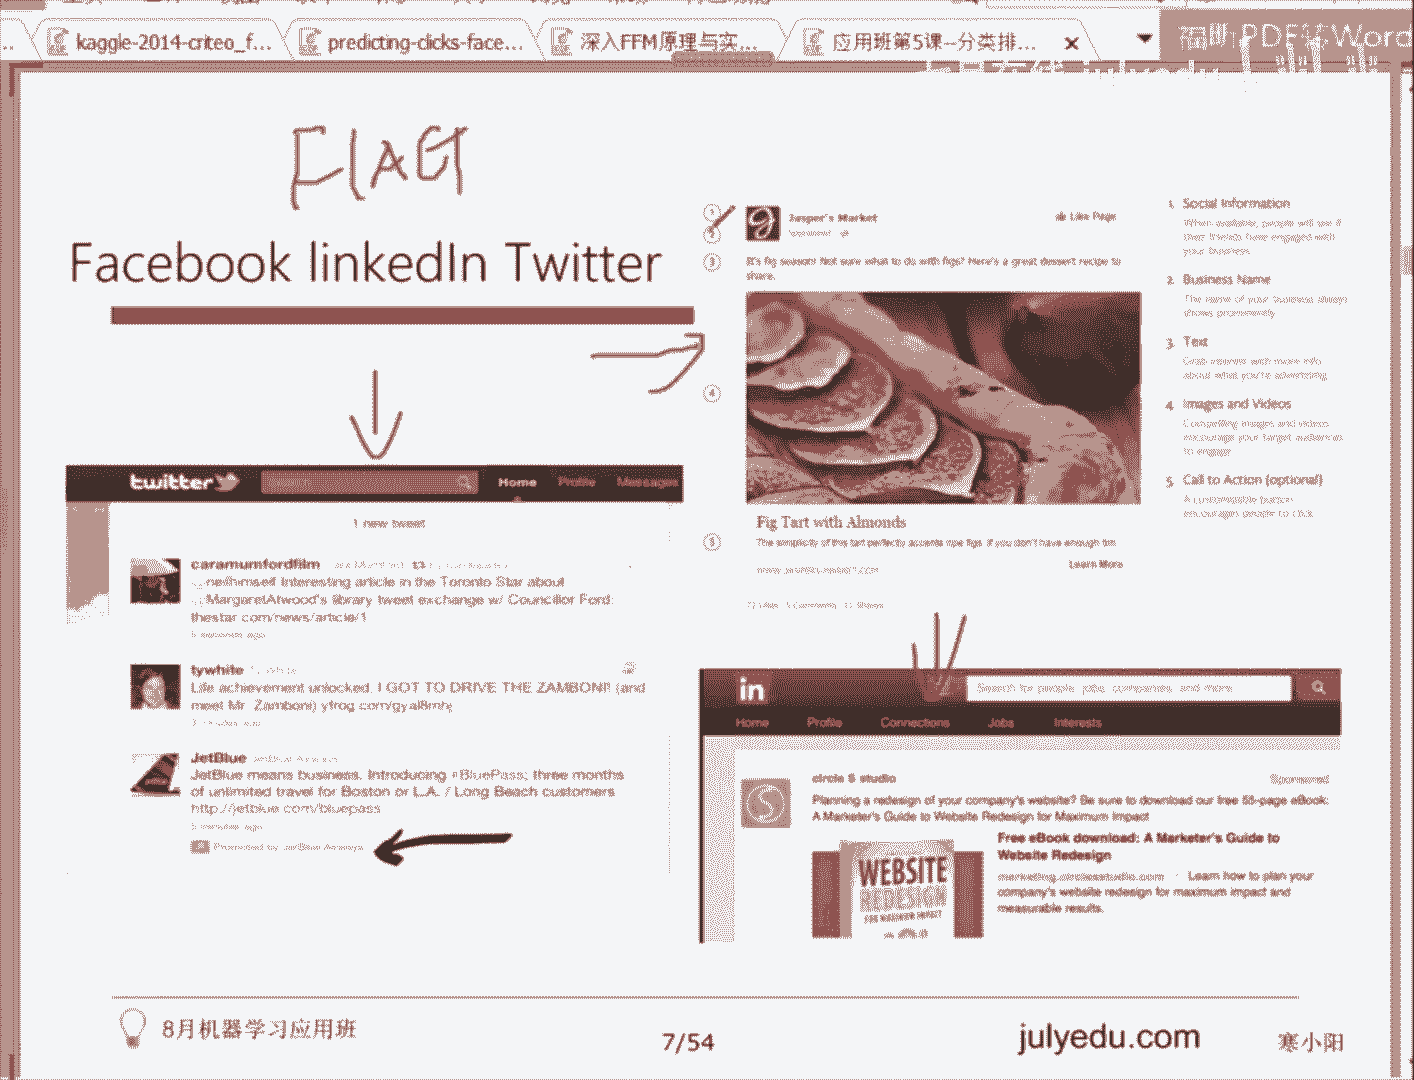 kaggle-2014-criteo_f...
predicting-clicks-face...
深入FFM原理与实...
应用班第5课--分类排...
PDF转Word
julyedu
FLAG
Facebook linkedIn Twitter
1
2
3
4
5
Jasper's Market
Like Page
It's fig season! Not sure what to do with figs? Here's a great dessert recipe to
share.
Fig Tart with Almonds
The simplicity of this tart perfectly accents ripe figs. If you don't have enough tim
Learn More
1. Social Information
When available, people will see if
their friends have engaged with
your business.
2. Business Name
The name of your business always
shows prominently.
3. Text
Grab interest with more info
about what you're advertising.
4. Images and Videos
Compelling images and videos
encourage your target audiences
to engage.
5. Call to Action (optional)
A customizable button
encourages people to click.
twitter
Home Profile Messages
1 new tweet
caramumfordfilm
neilhimself Interesting article in the Toronto Star about
MargaretAtwood's library tweet exchange w/ Councillor Ford:
thestar.com/news/article/1
tywhite
Life achievement unlocked. I GOT TO DRIVE THE ZAMBONI!! (and
meet Mr. Zamboni)
JetBlue
JetBlue means business. Introducing #BluePass; three months
of unlimited travel for Boston or L.A. / Long Beach customers
http://jetblue.com/bluepass
Promoted by JetBlue Airways
in
Search for people, jobs, companies, and more...
Home Profile Connections Jobs Interests
circle S studio
Sponsored
Planning a redesign of your company's website? Be sure to download our free 55-page eBook:
A Marketer's Guide to Website Redesign for Maximum Impact
WEBSITE
REDESIGN
FOR MAXIMUM IMPACT
Free eBook download: A Marketer's Guide to
Website Redesign
marketing.circlesstudio.com · Learn how to plan your
company's website redesign for maximum impact and
measurable results.
8月机器学习应用班
7/54
julyedu.com
寒小阳